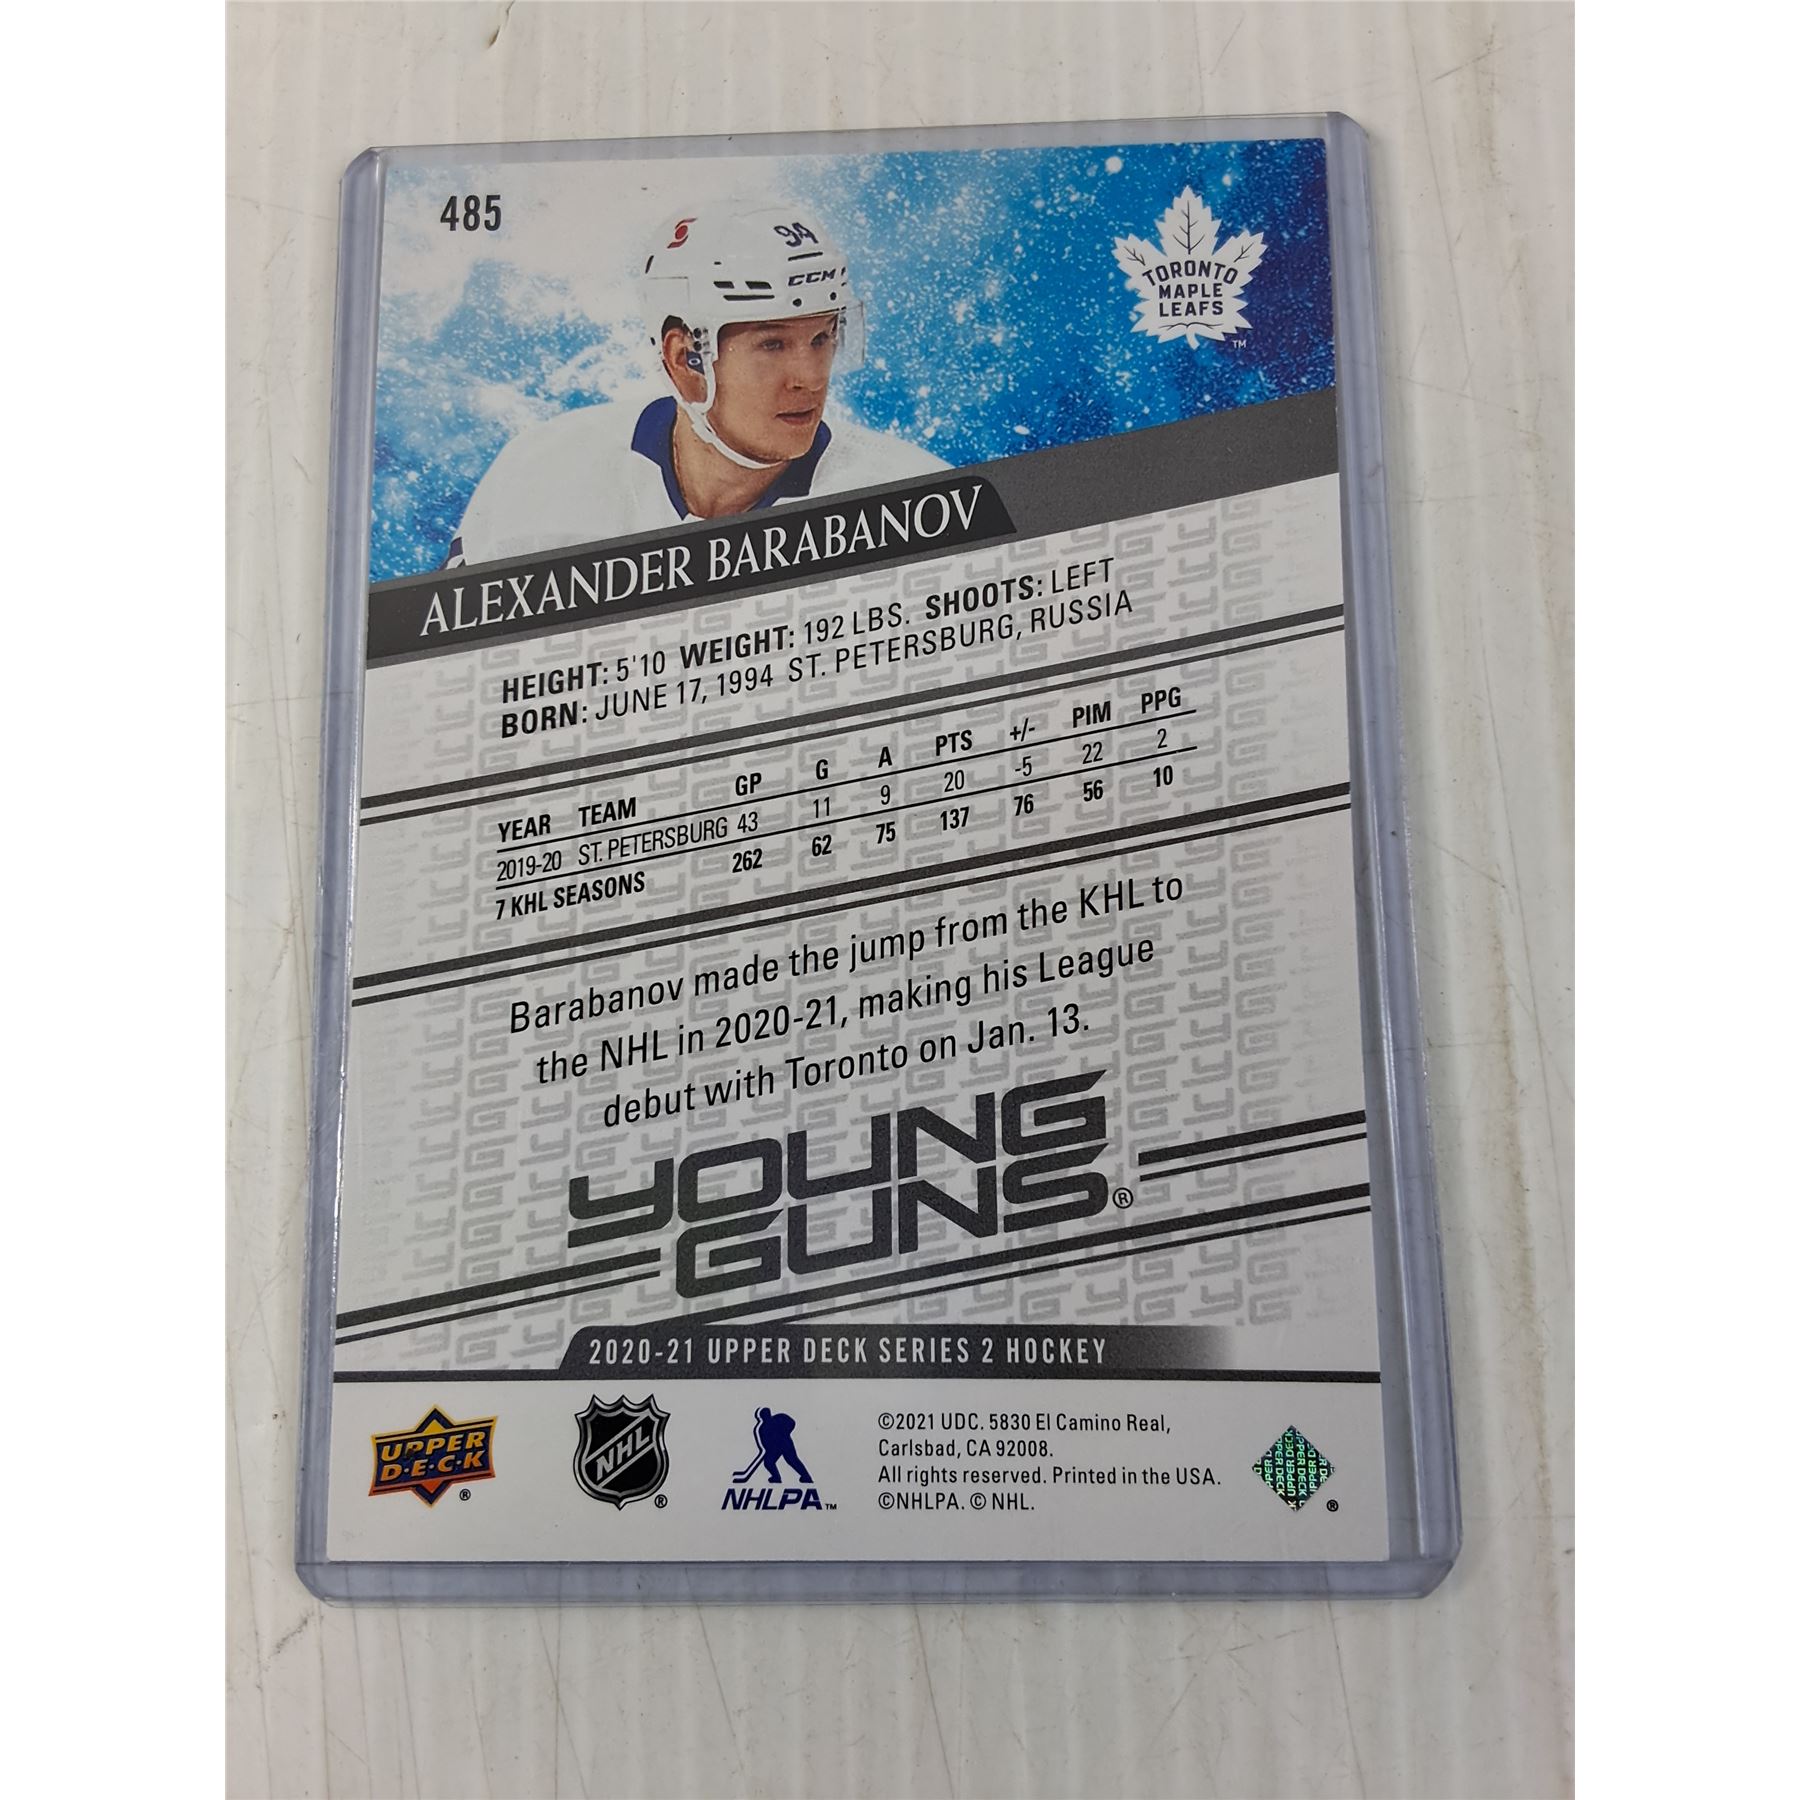 485
94
CCM
TORONTO
MAPLE
LEAFS
™
ALEXANDER BARABANOV
HEIGHT: 5'10 WEIGHT: 192 LBS. SHOOTS: LEFT
BORN: JUNE 17, 1994 ST. PETERSBURG, RUSSIA
YEAR TEAM GP G A PTS +/- PIM PPG
2019-20 ST. PETERSBURG 43 11 9 20 -5 22 2
7 KHL SEASONS 262 62 75 137 76 56 10
Barabanov made the jump from the KHL to
the NHL in 2020-21, making his League
debut with Toronto on Jan. 13.
YOUNG
GUNS®
2020-21 UPPER DECK SERIES 2 HOCKEY
UPPER
D·E·C·K
®
NHL
®
NHLPA™
©2021 UDC. 5830 El Camino Real,
Carlsbad, CA 92008.
All rights reserved. Printed in the USA.
©NHLPA. © NHL.
UPPER DECK
®